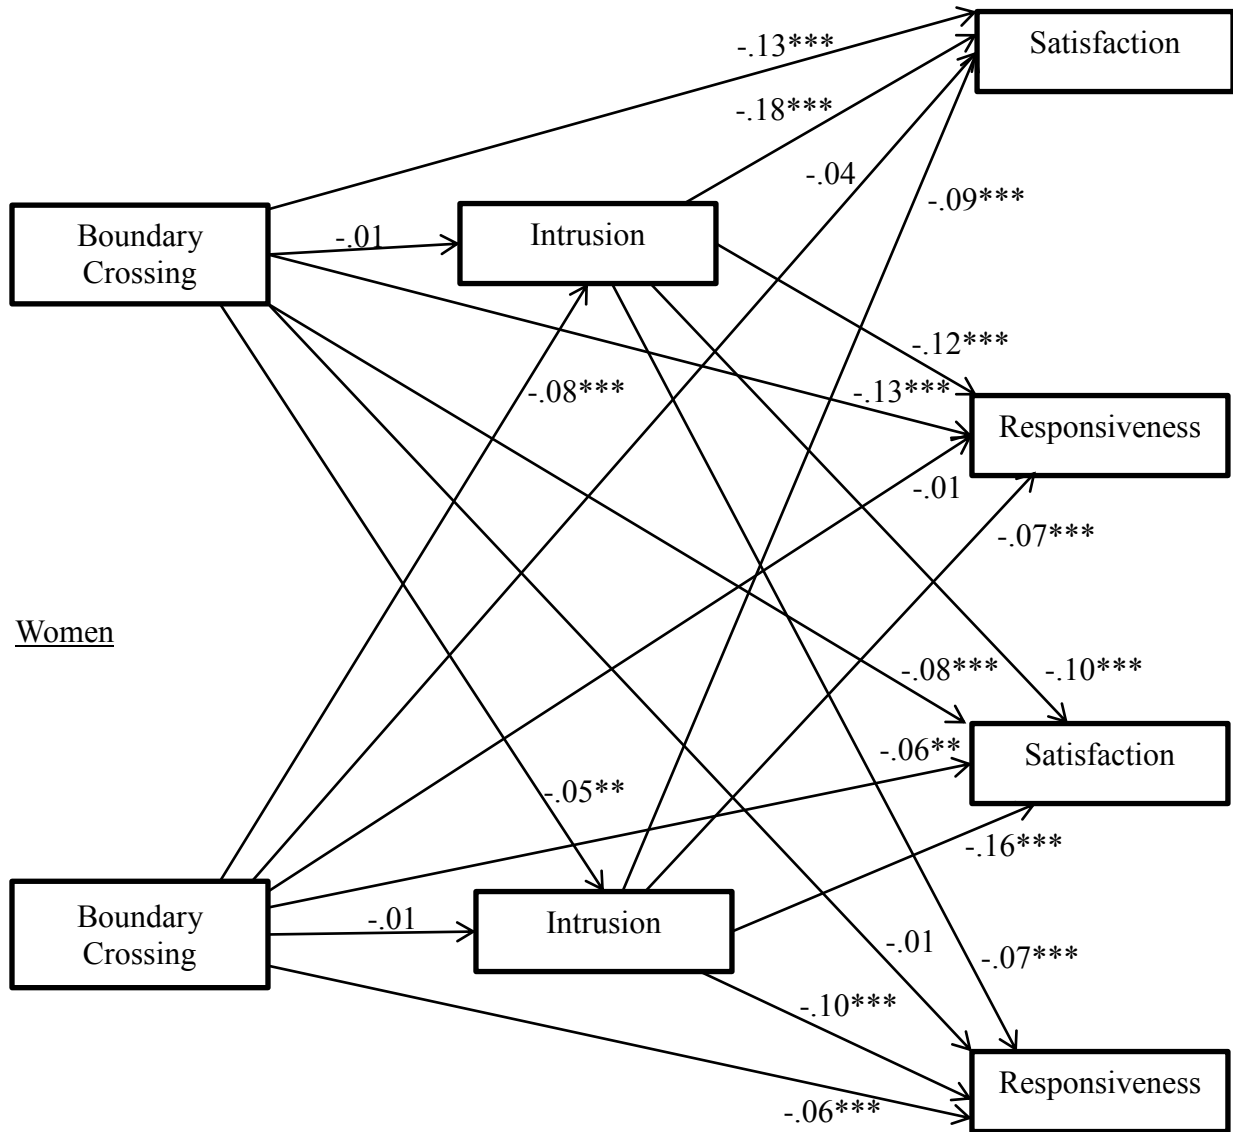 -.13***
Satisfaction
-.18***
-.04
-.09***
Boundary
Crossing
-.01
Intrusion
-.12***
-.08***
-.13***
Responsiveness
-.01
-.07***
Women
-.08***
-.10***
-.06**
Satisfaction
-.05**
-.16***
Boundary
Crossing
-.01
Intrusion
-.01
-.07***
-.10***
Responsiveness
-.06***